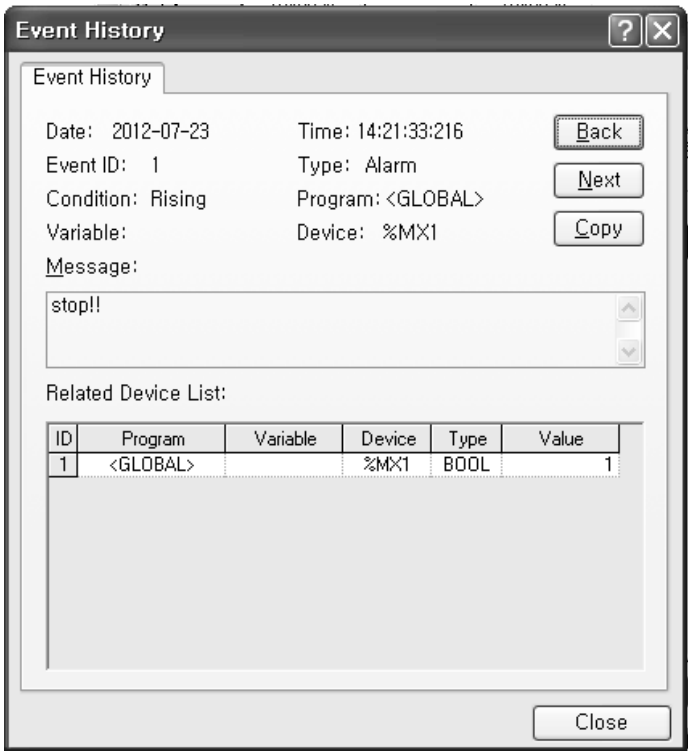 Event History
Event History
Date: 2012-07-23 Time: 14:21:33:216 Back
Event ID: 1 Type: Alarm Next
Condition: Rising Program: <GLOBAL>
Variable: Device: %MX1 Copy
Message:
stop!!
Related Device List:
ID Program Variable Device Type Value
1 <GLOBAL> %MX1 BOOL 1
Close